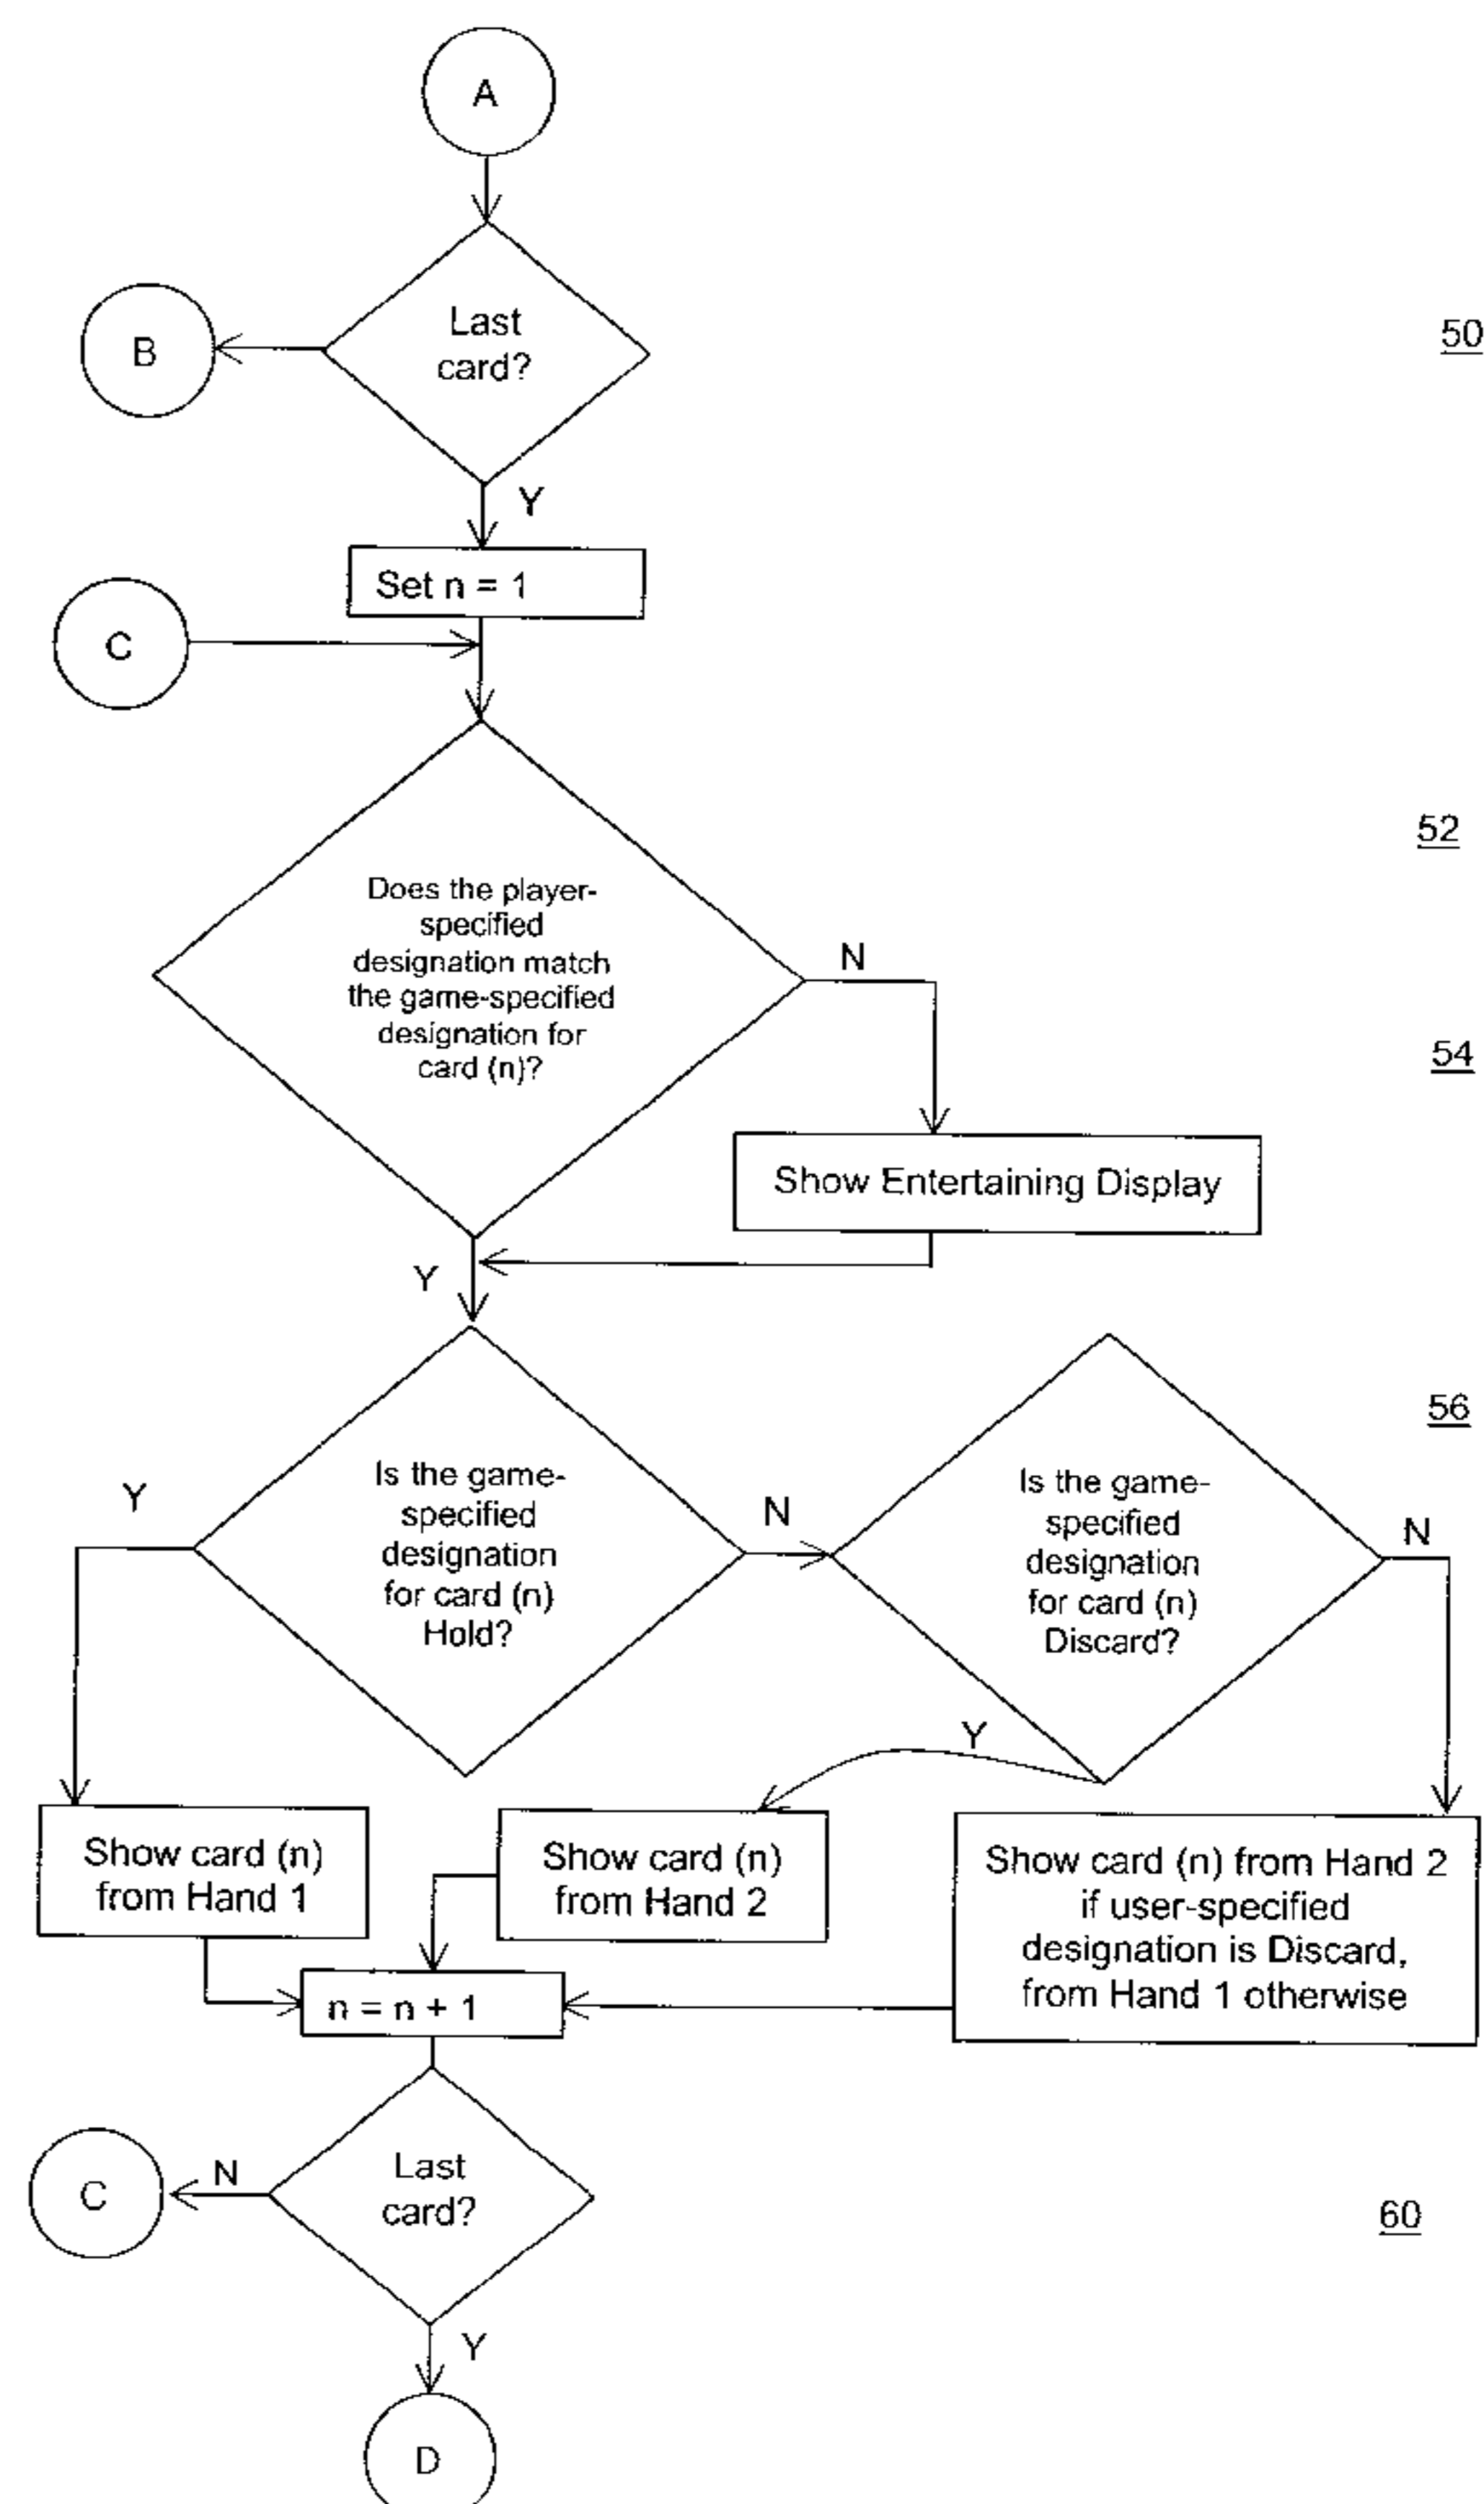 A
Last
card?
B
50
Y
Set n = 1
C
52
Does the player-
specified
designation match
the game-specified
designation for
card (n)?
N
54
Show Entertaining Display
Y
56
Is the game-
specified
designation
for card (n)
Hold?
Y
N
Is the game-
specified
designation
for card (n)
Discard?
N
Y
Show card (n)
from Hand 1
Show card (n)
from Hand 2
Show card (n) from Hand 2
if user-specified
designation is Discard,
from Hand 1 otherwise
n = n + 1
Last
card?
N
C
60
Y
D